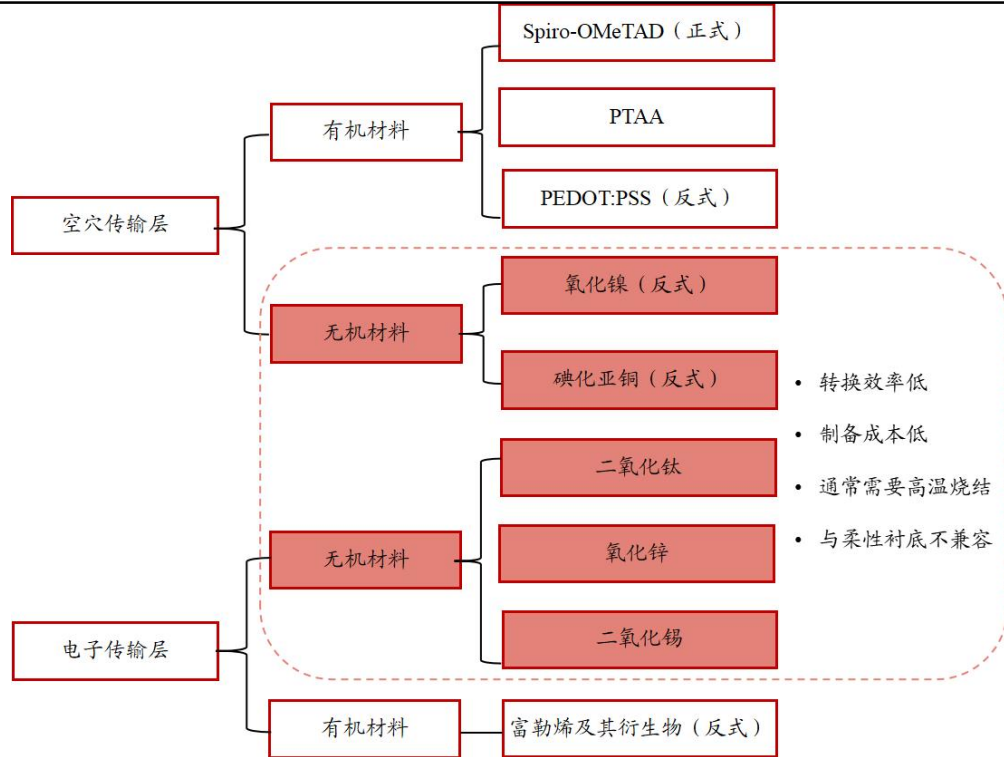 Spiro-OMeTAD（正式）
有机材料
PTAA
PEDOT:PSS（反式）
空穴传输层
氧化镍（反式）
无机材料
碘化亚铜（反式）
• 转换效率低
• 制备成本低
• 通常需要高温烧结
• 与柔性衬底不兼容
二氧化钛
无机材料
氧化锌
二氧化锡
电子传输层
有机材料
富勒烯及其衍生物（反式）